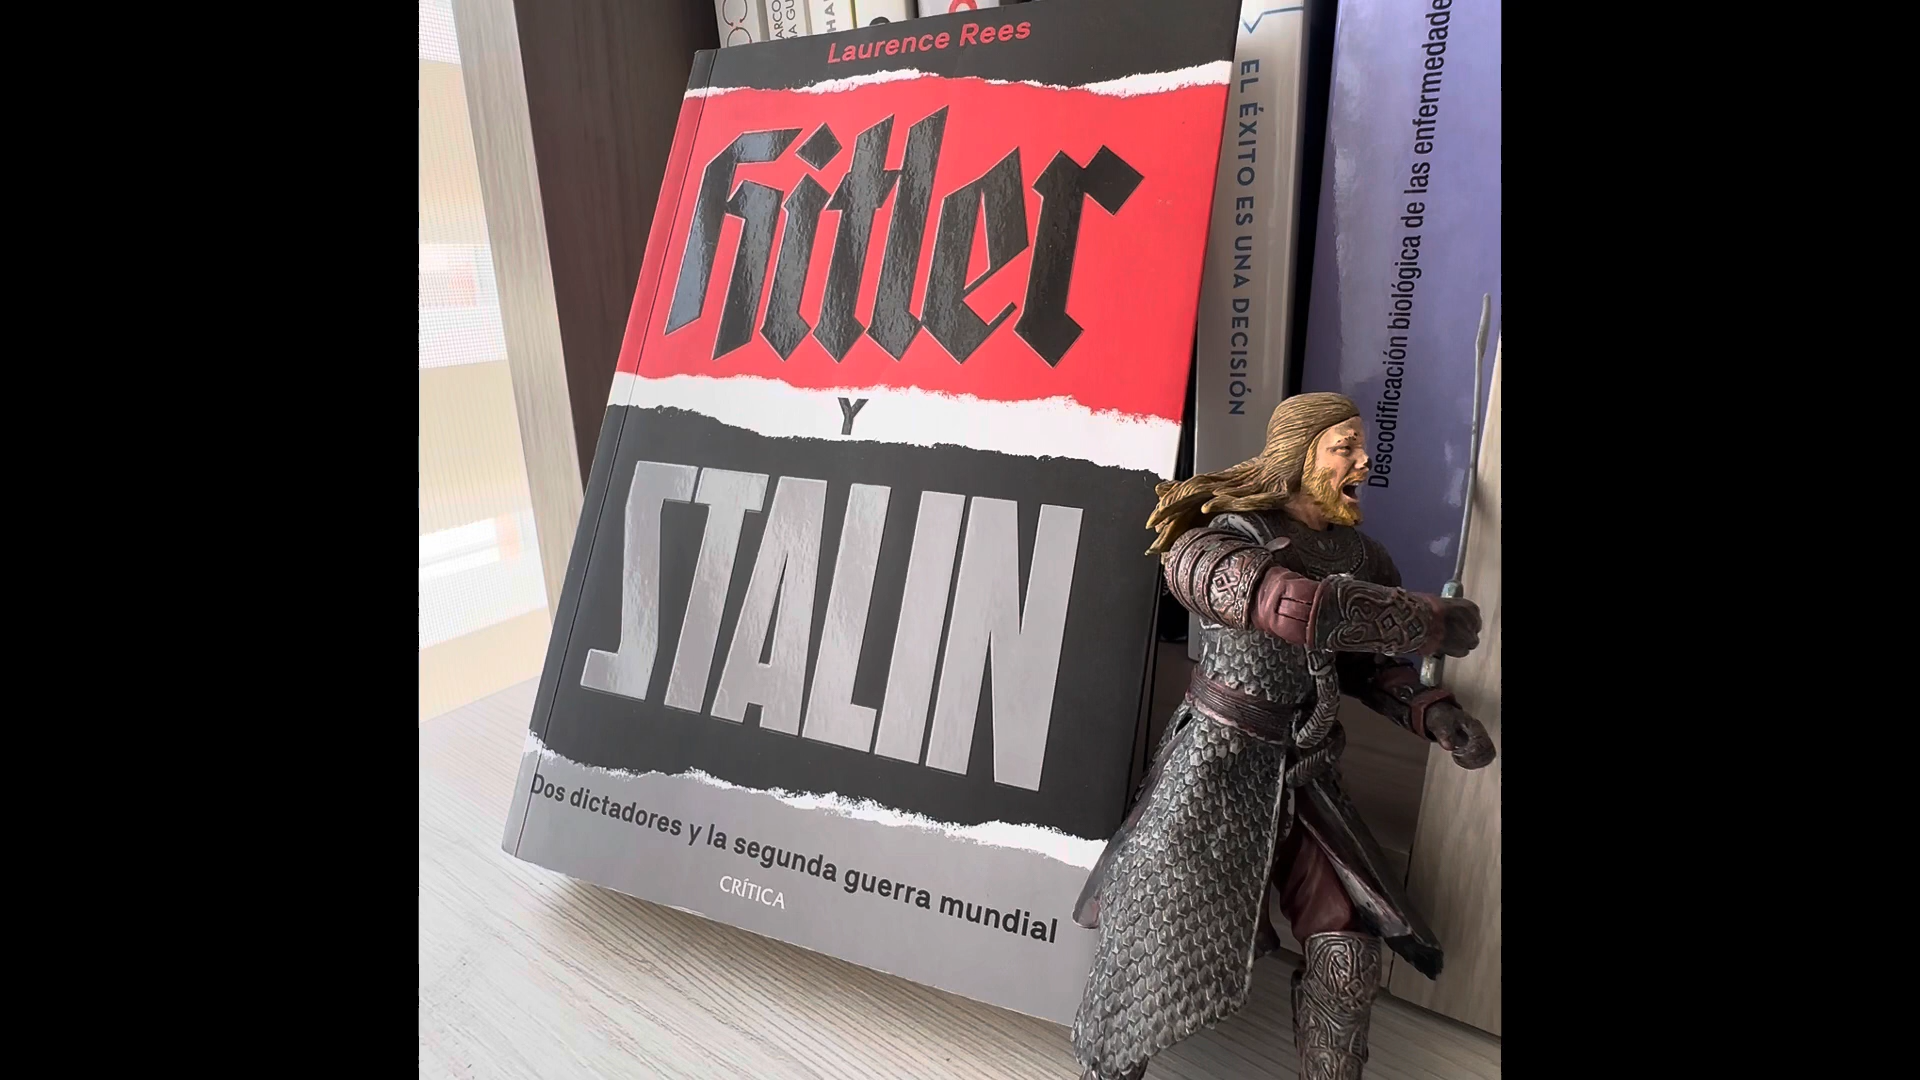 Laurence Rees
Hitler
Y
STALIN
Dos dictadores y la segunda guerra mundial
CRÍTICA
EL ÉXITO ES UNA DECISIÓN
Descodificación biológica de las